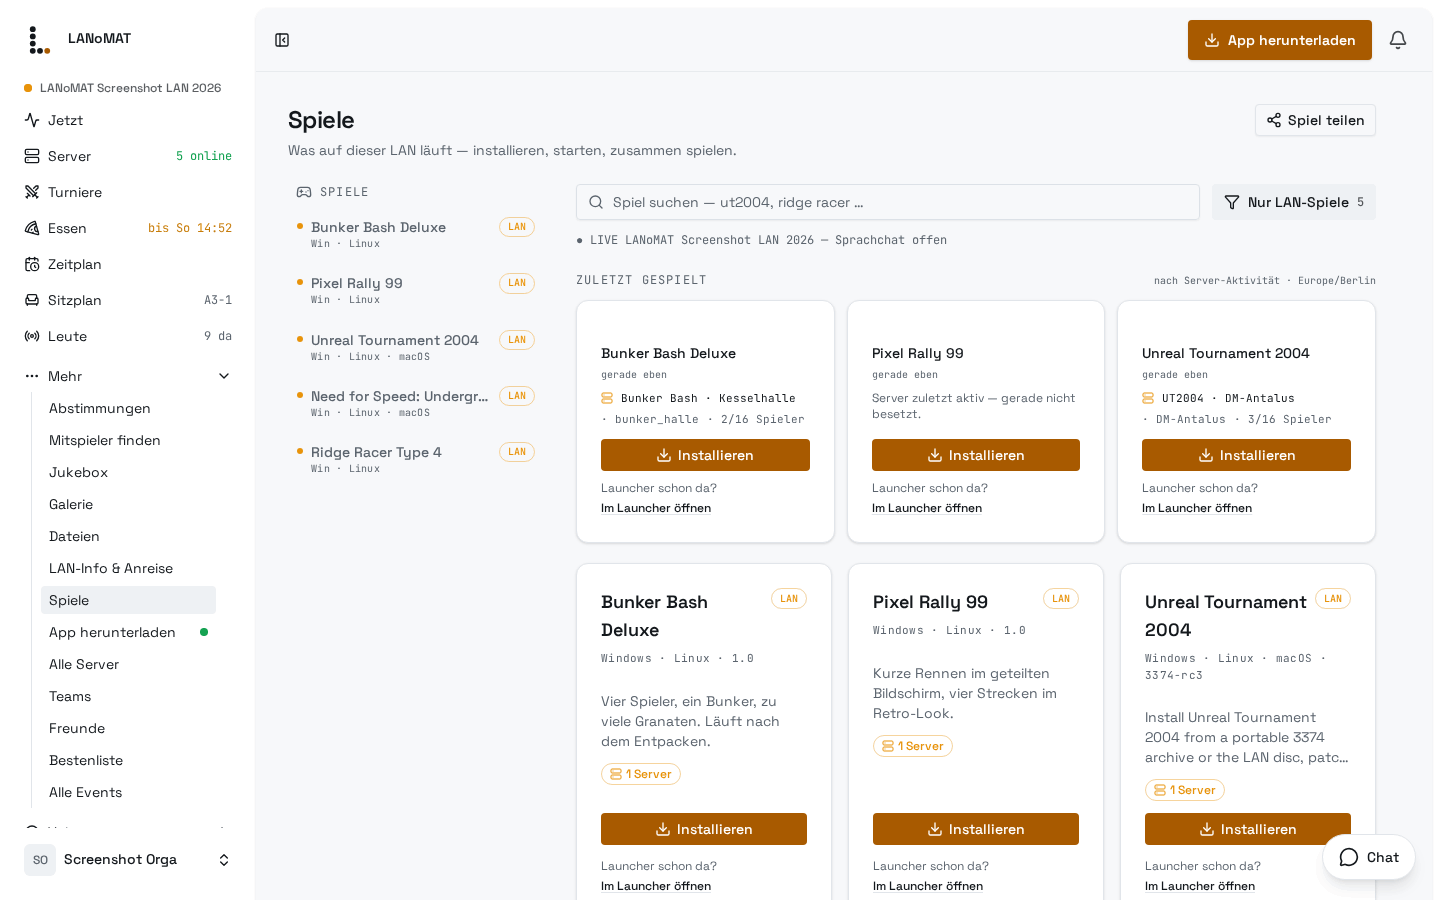 LANoMAT
LANoMAT Screenshot LAN 2026
Jetzt
Server 5 online
Turniere
Essen bis So 14:52
Zeitplan
Sitzplan A3-1
Leute 9 da
Mehr
Abstimmungen
Mitspieler finden
Jukebox
Galerie
Dateien
LAN-Info & Anreise
Spiele
App herunterladen
Alle Server
Teams
Freunde
Bestenliste
Alle Events
SO Screenshot Orga
App herunterladen
Spiele
Spiel teilen
Was auf dieser LAN läuft — installieren, starten, zusammen spielen.
SPIELE
Bunker Bash Deluxe LAN
Win · Linux
Pixel Rally 99 LAN
Win · Linux
Unreal Tournament 2004 LAN
Win · Linux · macOS
Need for Speed: Undergr... LAN
Win · Linux · macOS
Ridge Racer Type 4 LAN
Win · Linux
Spiel suchen — ut2004, ridge racer ...
Nur LAN-Spiele 5
● LIVE LANoMAT Screenshot LAN 2026 — Sprachchat offen
ZULETZT GESPIELT
nach Server-Aktivität · Europe/Berlin
Bunker Bash Deluxe
gerade eben
Bunker Bash · Kesselhalle
· bunker_halle · 2/16 Spieler
Installieren
Launcher schon da?
Im Launcher öffnen
Pixel Rally 99
gerade eben
Server zuletzt aktiv — gerade nicht
besetzt.
Installieren
Launcher schon da?
Im Launcher öffnen
Unreal Tournament 2004
gerade eben
UT2004 · DM-Antalus
· DM-Antalus · 3/16 Spieler
Installieren
Launcher schon da?
Im Launcher öffnen
Bunker Bash LAN
Deluxe
Windows · Linux · 1.0
Vier Spieler, ein Bunker, zu
viele Granaten. Läuft nach
dem Entpacken.
1 Server
Installieren
Launcher schon da?
Im Launcher öffnen
Pixel Rally 99 LAN
Windows · Linux · 1.0
Kurze Rennen im geteilten
Bildschirm, vier Strecken im
Retro-Look.
1 Server
Installieren
Launcher schon da?
Im Launcher öffnen
Unreal Tournament LAN
2004
Windows · Linux · macOS ·
3374-rc3
Install Unreal Tournament
2004 from a portable 3374
archive or the LAN disc, patc...
1 Server
Installieren
Launcher schon da?
Im Launcher öffnen
Chat